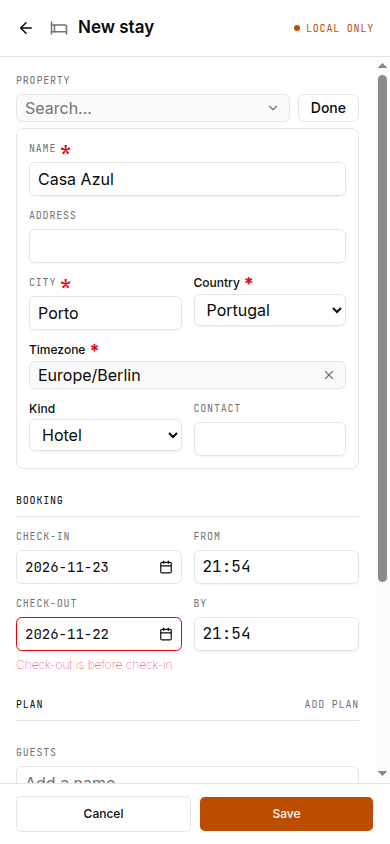 New stay
LOCAL ONLY
PROPERTY
Search...
Done
NAME *
Casa Azul
ADDRESS
CITY *
Country *
Porto
Portugal
Timezone *
Europe/Berlin
Kind
CONTACT
Hotel
BOOKING
CHECK-IN
FROM
2026-11-23
21:54
CHECK-OUT
BY
2026-11-22
21:54
Check-out is before check-in
PLAN
ADD PLAN
GUESTS
Add a name
Cancel
Save